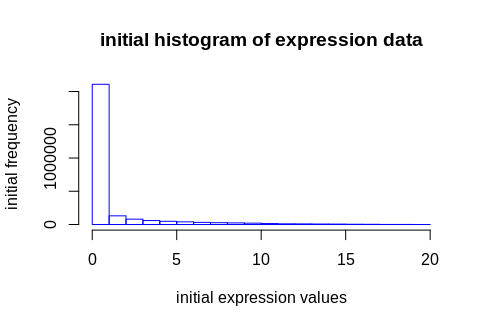 initial histogram of expression data
initial frequency
1000000
0
0 5 10 15 20
initial expression values